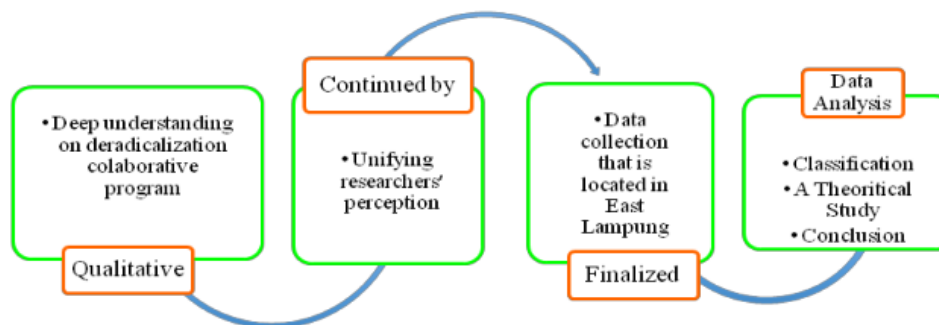 • Deep understanding
on deradicalization
colaborative
program
Qualitative
Continued by
• Unifying
researchers'
perception
• Data
collection
that is
located in
East
Lampung
Finalized
Data
Analysis
• Classification
• A Theoritical
Study
• Conclusion